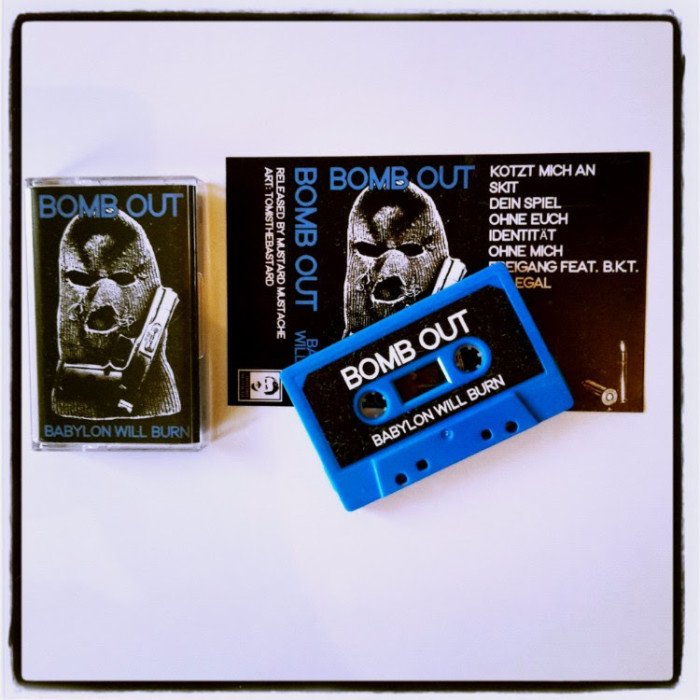 BOMB OUT
BABYLON WILL BURN
RELEASED BY MUSTARD MUSTACHE
ART: TOMISTHEBASTARD
BOMB OUT
BOMB OUT
KOTZT MICH AN
SKIT
DEIN SPIEL
OHNE EUCH
IDENTITÄT
OHNE MICH
FEAT. B.K.T.
EGAL
BOMB OUT
BABYLON WILL BURN